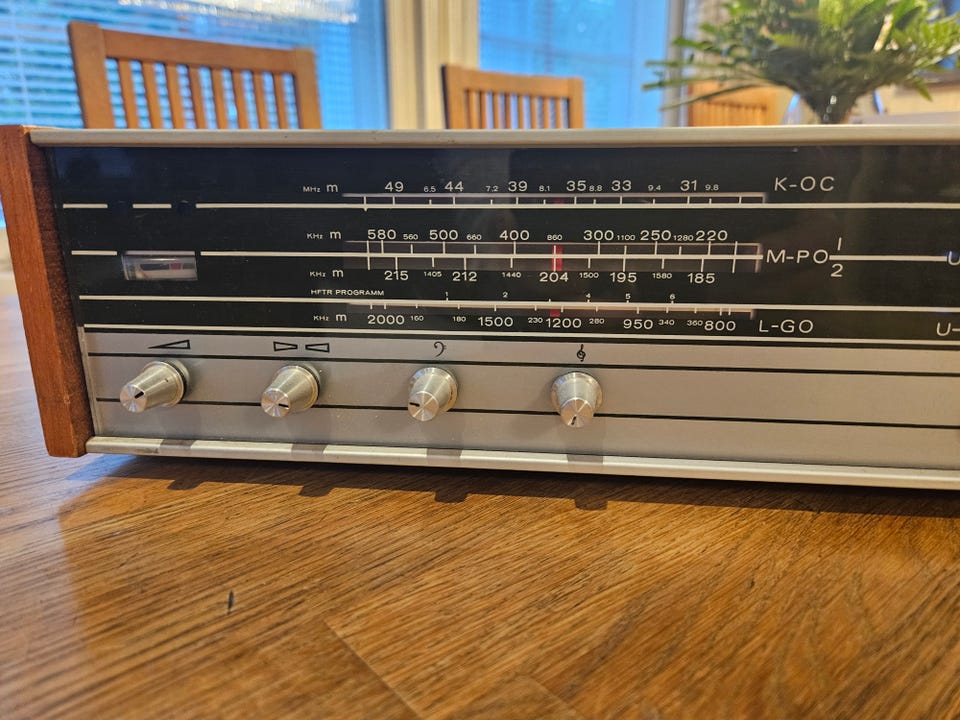 MHz m 49 6.5 44 7.2 39 8.1 35 8.8 33 9.4 31 9.8 K-OC
KHz m 580 560 500 660 400 860 300 1100 250 1280 220
M-PO 1 2 U
KHz m 215 1405 212 1440 204 1500 195 1580 185
HFTR PROGRAMM 1 2 4 5 6
KHz m 2000 160 180 1500 230 1200 280 950 340 360 800 L-GO U-